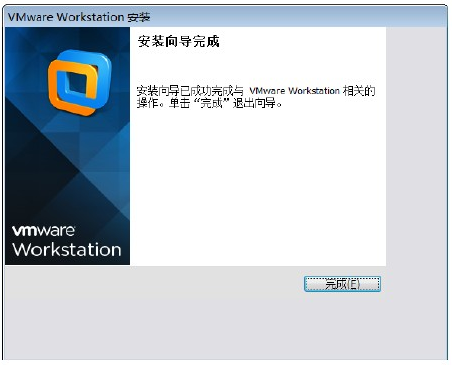 VMware Workstation 安装
安装向导完成
安装向导已成功完成与 VMware Workstation 相关的
操作。单击“完成”退出向导。
vmware
Workstation
完成(F)